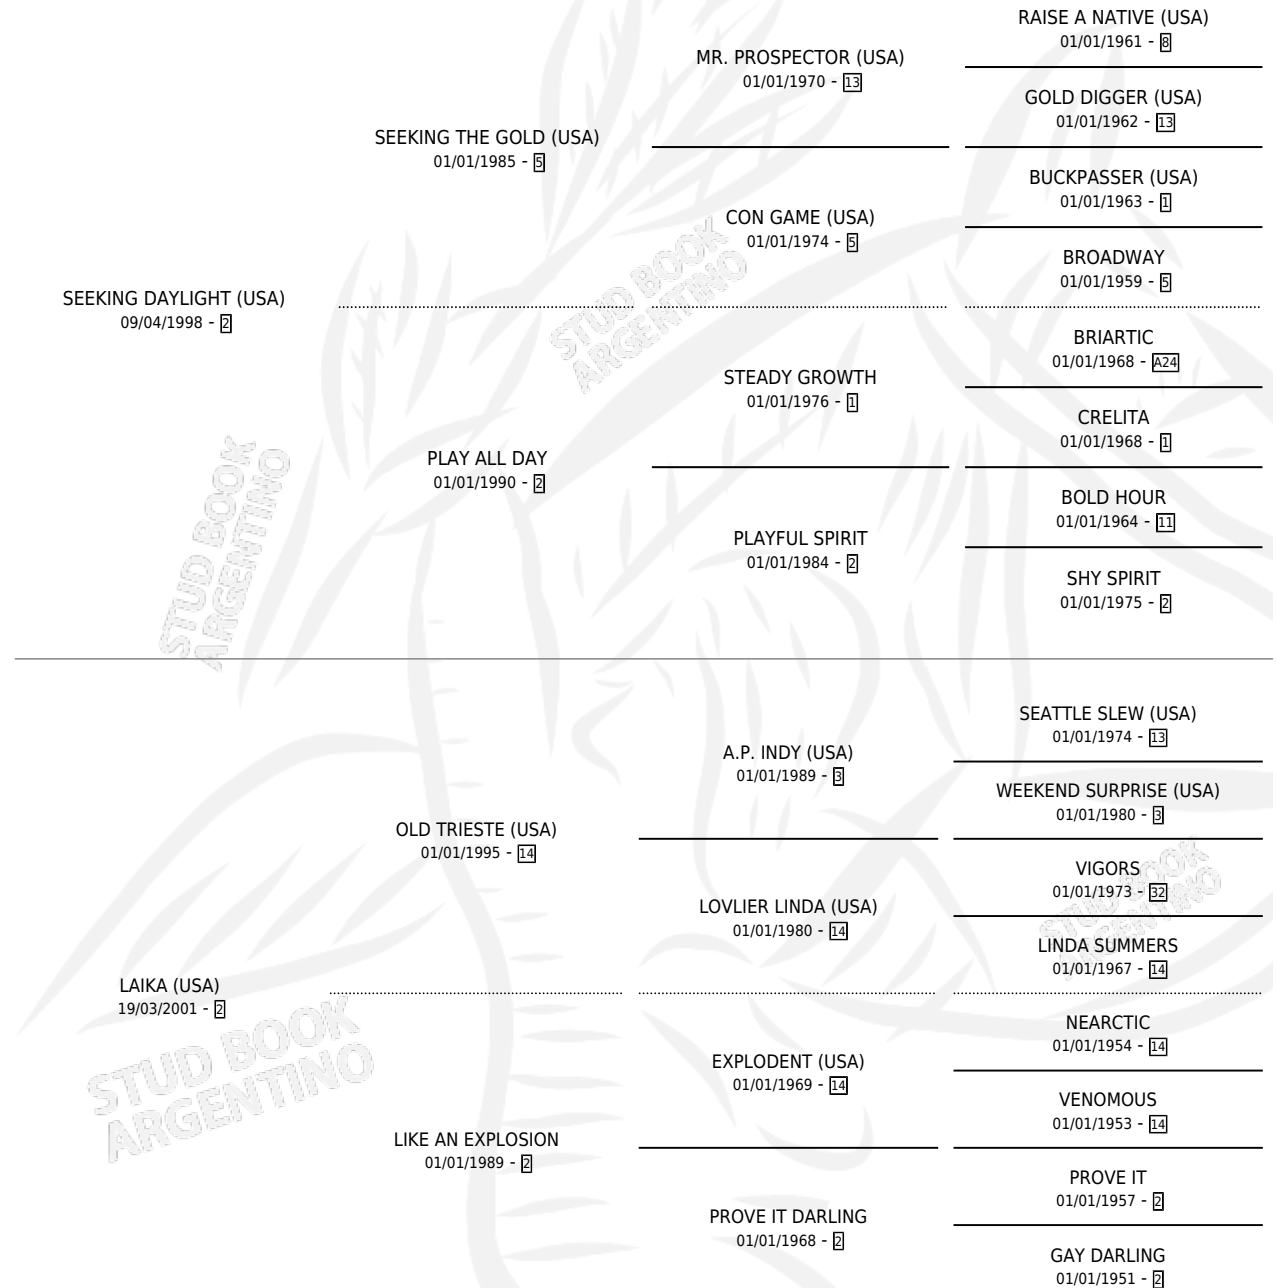 RAISE A NATIVE (USA)
01/01/1961 - 8
MR. PROSPECTOR (USA)
01/01/1970 - 13
GOLD DIGGER (USA)
01/01/1962 - 13
SEEKING THE GOLD (USA)
01/01/1985 - 5
BUCKPASSER (USA)
01/01/1963 - 1
CON GAME (USA)
01/01/1974 - 5
BROADWAY
01/01/1959 - 5
SEEKING DAYLIGHT (USA)
09/04/1998 - 2
BRIARTIC
01/01/1968 - A24
STEADY GROWTH
01/01/1976 - 1
CRELITA
01/01/1968 - 1
PLAY ALL DAY
01/01/1990 - 2
BOLD HOUR
01/01/1964 - 11
PLAYFUL SPIRIT
01/01/1984 - 2
SHY SPIRIT
01/01/1975 - 2
SEATTLE SLEW (USA)
01/01/1974 - 13
A.P. INDY (USA)
01/01/1989 - 3
WEEKEND SURPRISE (USA)
01/01/1980 - 3
OLD TRIESTE (USA)
01/01/1995 - 14
VIGORS
01/01/1973 - 32
LOVLIER LINDA (USA)
01/01/1980 - 14
LINDA SUMMERS
01/01/1967 - 14
LAIKA (USA)
19/03/2001 - 2
NEARCTIC
01/01/1954 - 14
EXPLODENT (USA)
01/01/1969 - 14
VENOMOUS
01/01/1953 - 14
LIKE AN EXPLOSION
01/01/1989 - 2
PROVE IT
01/01/1957 - 2
PROVE IT DARLING
01/01/1968 - 2
GAY DARLING
01/01/1951 - 2
STUD BOOK
ARGENTINO
STUD BOOK
ARGENTINO
STUD BOOK
ARGENTINO
STUD BOOK
ARGENTINO